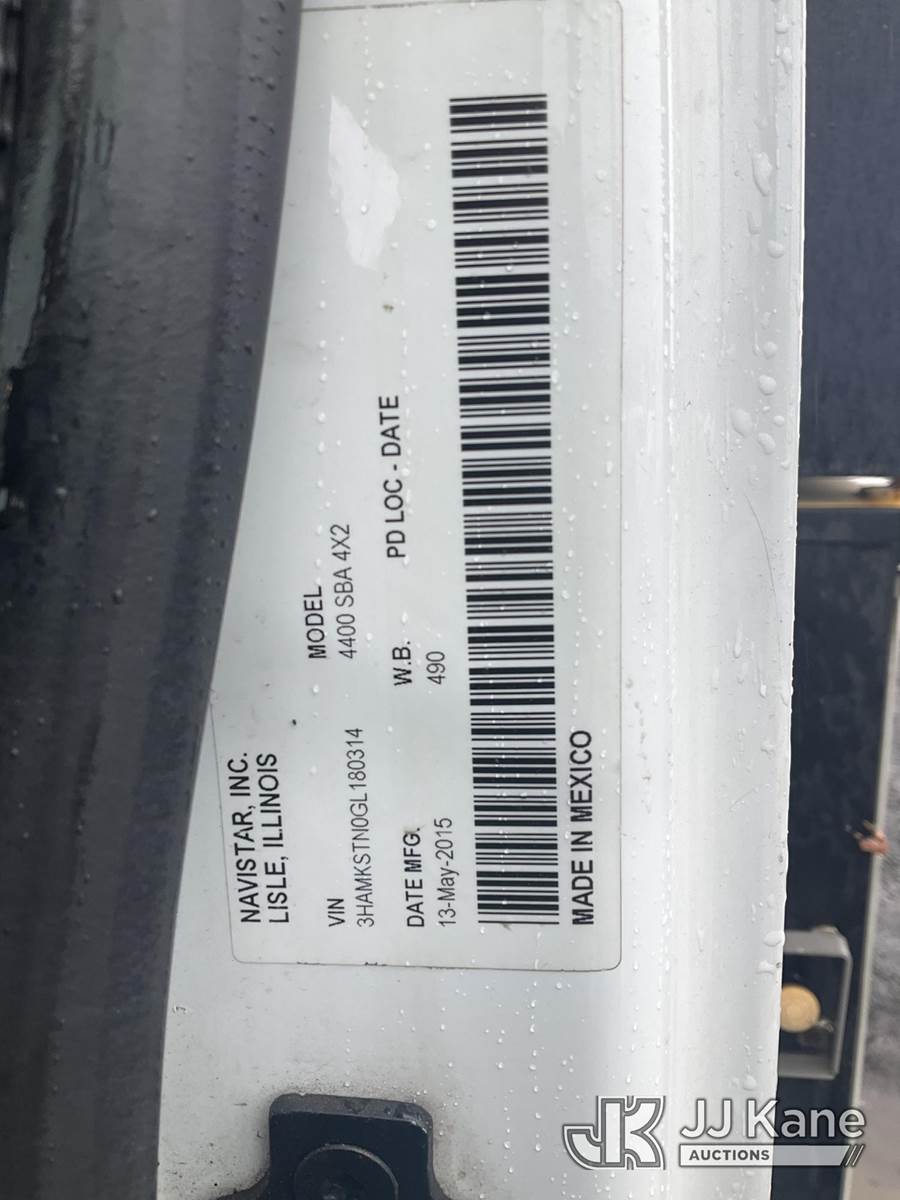 NAVISTAR, INC.
LISLE, ILLINOIS
VIN
3HAMKSTN0GL180314
MODEL
4400 SBA 4X2
DATE MFG.
13-May-2015
W.B.
490
PD LOC - DATE
MADE IN MEXICO
JK JJ Kane
AUCTIONS